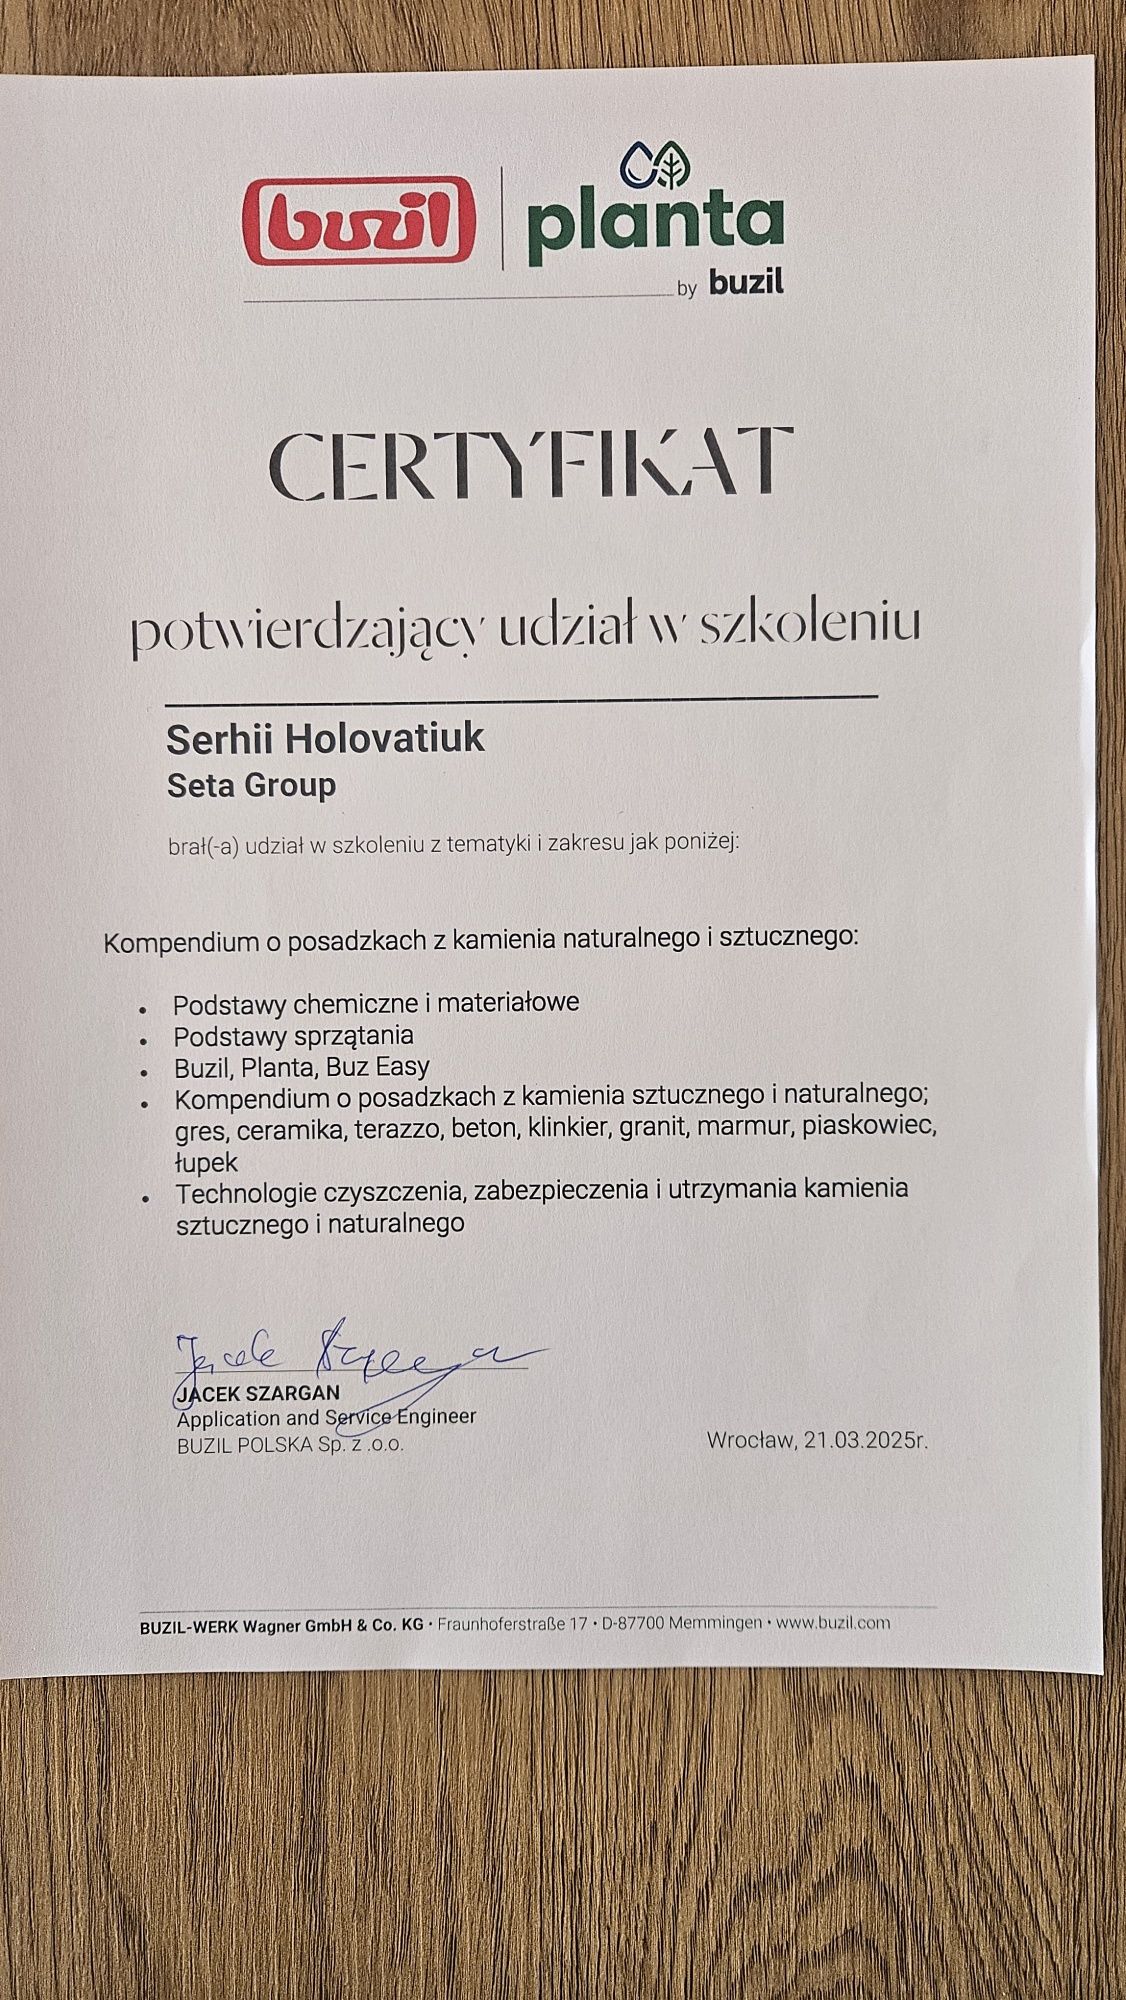 buzil
planta
by buzil
CERTYFIKAT
potwierdzający udział w szkoleniu
Serhii Holovatiuk
Seta Group
brał(-a) udział w szkoleniu z tematyki i zakresu jak poniżej:
Kompendium o posadzkach z kamienia naturalnego i sztucznego:
• Podstawy chemiczne i materiałowe
• Podstawy sprzątania
• Buzil, Planta, Buz Easy
• Kompendium o posadzkach z kamienia sztucznego i naturalnego;
gres, ceramika, terazzo, beton, klinkier, granit, marmur, piaskowiec,
łupek
• Technologie czyszczenia, zabezpieczenia i utrzymania kamienia
sztucznego i naturalnego
Jacek Szargan
JACEK SZARGAN
Application and Service Engineer
BUZIL POLSKA Sp. z .o.o.
Wrocław, 21.03.2025r.
BUZIL-WERK Wagner GmbH & Co. KG • Fraunhoferstraße 17 • D-87700 Memmingen • www.buzil.com